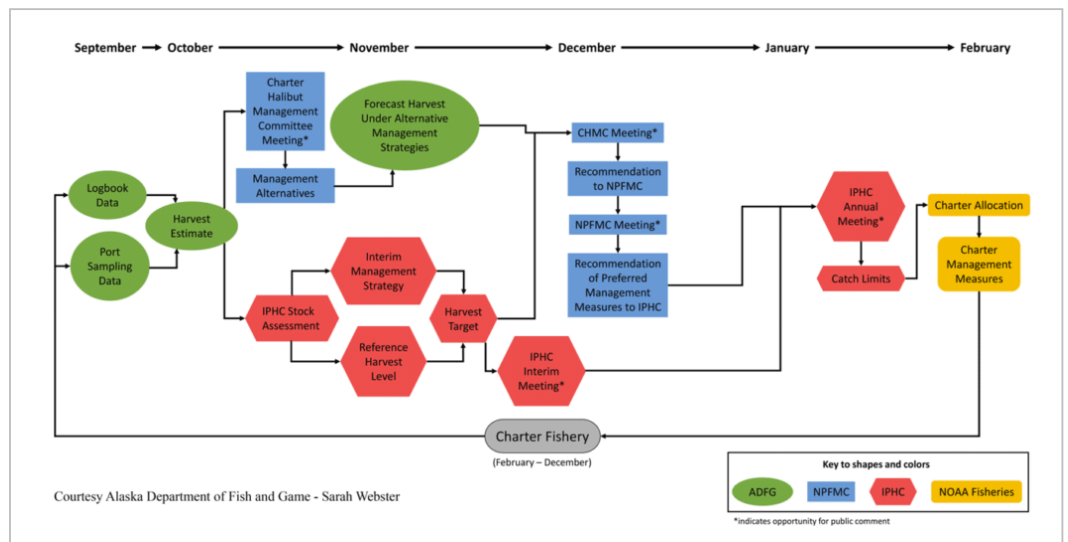 September
October
November
December
January
February
Charter
Halibut
Management
Committee
Meeting*
Management
Alternatives
Forecast Harvest
Under Alternative
Management
Strategies
CHMC Meeting*
Recommendation
to NPFMC
NPFMC Meeting*
Recommendation
of Preferred
Management
Measures to IPHC
Logbook
Data
Port
Sampling
Data
Harvest
Estimate
IPHC Stock
Assessment
Interim
Management
Strategy
Reference
Harvest
Level
Harvest
Target
IPHC
Interim
Meeting*
IPHC
Annual
Meeting*
Catch Limits
Charter Allocation
Charter
Management
Measures
Charter Fishery
(February – December)
Key to shapes and colors
ADFG
NPFMC
IPHC
NOAA Fisheries
*indicates opportunity for public comment
Courtesy Alaska Department of Fish and Game - Sarah Webster